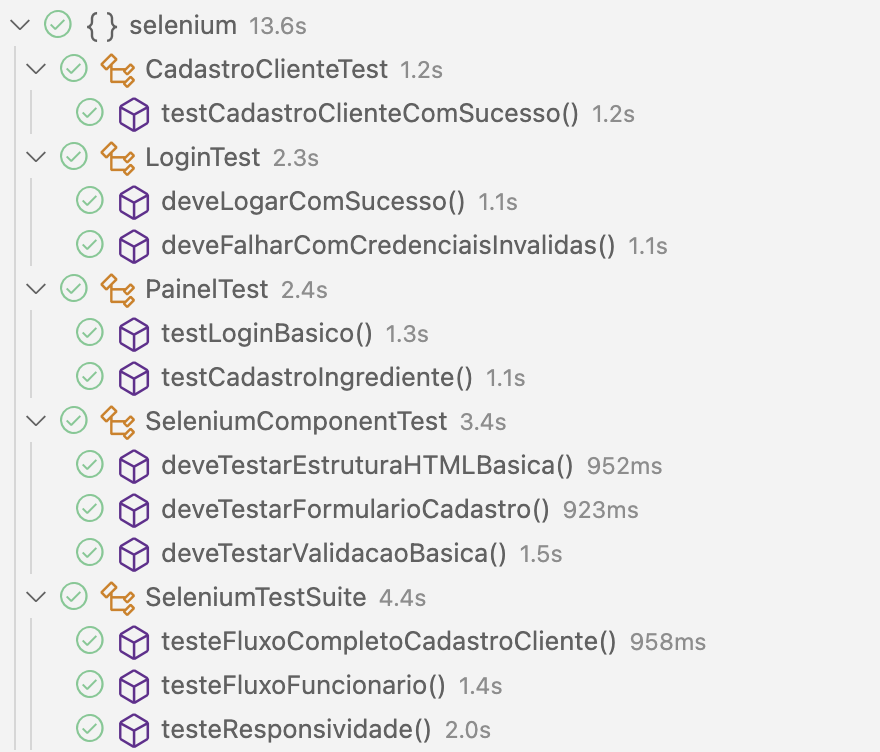 { } selenium 13.6s
CadastroClienteTest 1.2s
testCadastroClienteComSucesso() 1.2s
LoginTest 2.3s
deveLogarComSucesso() 1.1s
deveFalharComCredenciaisInvalidas() 1.1s
PainelTest 2.4s
testLoginBasico() 1.3s
testCadastroIngrediente() 1.1s
SeleniumComponentTest 3.4s
deveTestarEstruturaHTMLBasica() 952ms
deveTestarFormularioCadastro() 923ms
deveTestarValidacaoBasica() 1.5s
SeleniumTestSuite 4.4s
testeFluxoCompletoCadastroCliente() 958ms
testeFluxoFuncionario() 1.4s
testeResponsividade() 2.0s